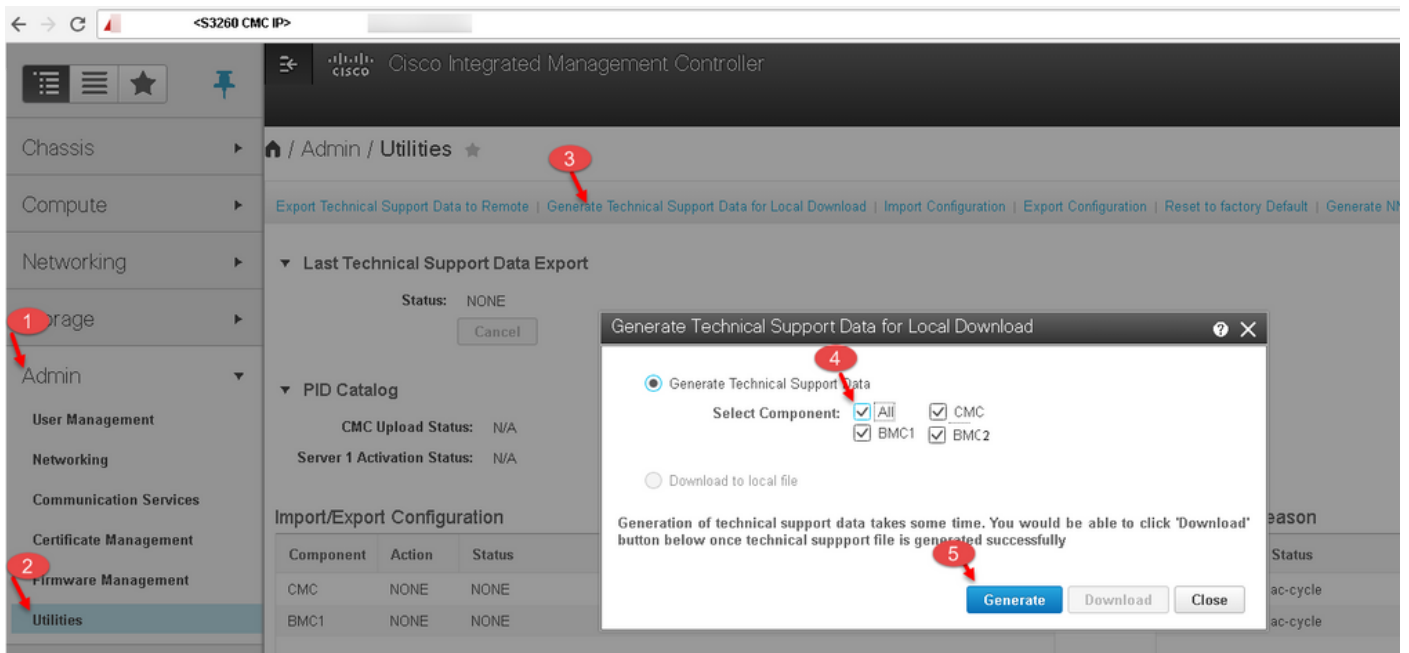 <S3260 CMC IP>
cisco Cisco Integrated Management Controller
/ Admin / Utilities
3
Export Technical Support Data to Remote | Generate Technical Support Data for Local Download | Import Configuration | Export Configuration | Reset to factory Default | Generate
Chassis
Compute
Networking
1
Admin
User Management
Networking
Communication Services
Certificate Management
2
Firmware Management
Utilities
Last Technical Support Data Export
Status: NONE
Cancel
PID Catalog
CMC Upload Status: N/A
Server 1 Activation Status: N/A
Import/Export Configuration
Component Action Status
CMC NONE NONE
BMC1 NONE NONE
Generate Technical Support Data for Local Download ? X
4
Generate Technical Support Data
Select Component: All CMC
BMC1 BMC2
Download to local file
Generation of technical support data takes some time. You would be able to click 'Download'
button below once technical suppport file is generated successfully
5
Generate Download Close
Status
ac-cycle
ac-cycle